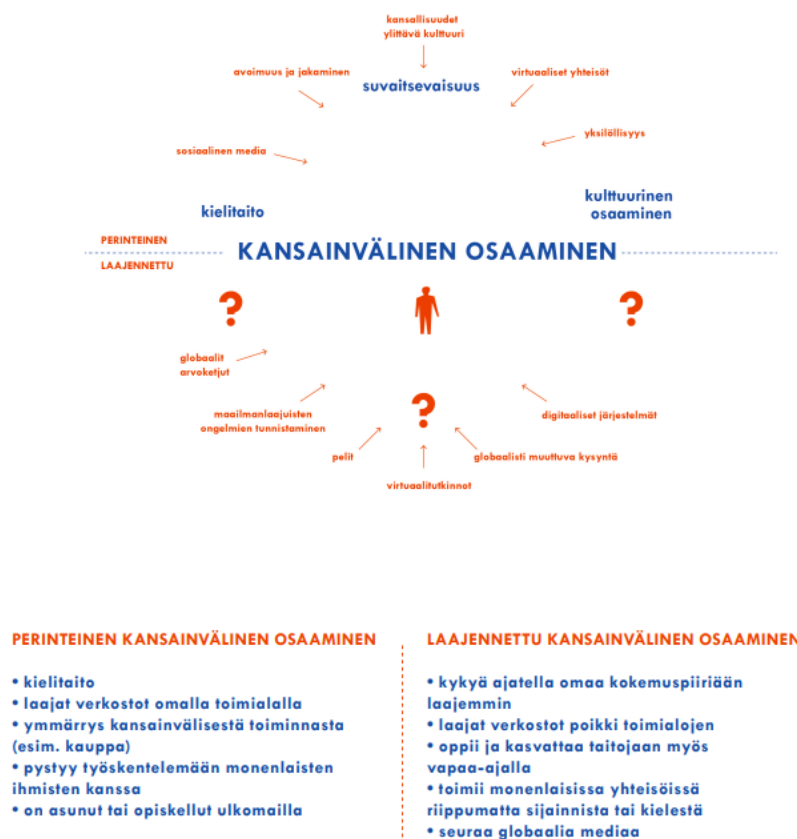 kansallisuudet
ylittävä kulttuuri
avoimuus ja jakaminen
suvaitsevaisuus
virtuaaliset yhteisöt
yksilöllisyys
sosiaalinen media
kielitaito
kulttuurinen
osaaminen
PERINTEINEN
KANSAINVÄLINEN OSAAMINEN
LAAJENNETTU
? ?
globaalit
arvoketjut
?
maailmanlaajuisten
ongelmien tunnistaminen
digitaaliset järjestelmät
pelit
globaalisti muuttuva kysyntä
virtuaalitutkinnot
PERINTEINEN KANSAINVÄLINEN OSAAMINEN
• kielitaito
• laajat verkostot omalla toimialalla
• ymmärrys kansainvälisestä toiminnasta
(esim. kauppa)
• pystyy työskentelemään monenlaisten
ihmisten kanssa
• on asunut tai opiskellut ulkomailla
LAAJENNETTU KANSAINVÄLINEN OSAAMINEN
• kykyä ajatella omaa kokemuspiiriään
laajemmin
• laajat verkostot poikki toimialojen
• oppii ja kasvattaa taitojaan myös
vapaa-ajalla
• toimii monenlaisissa yhteisöissä
riippumatta sijainnista tai kielestä
• seuraa globaalia mediaa